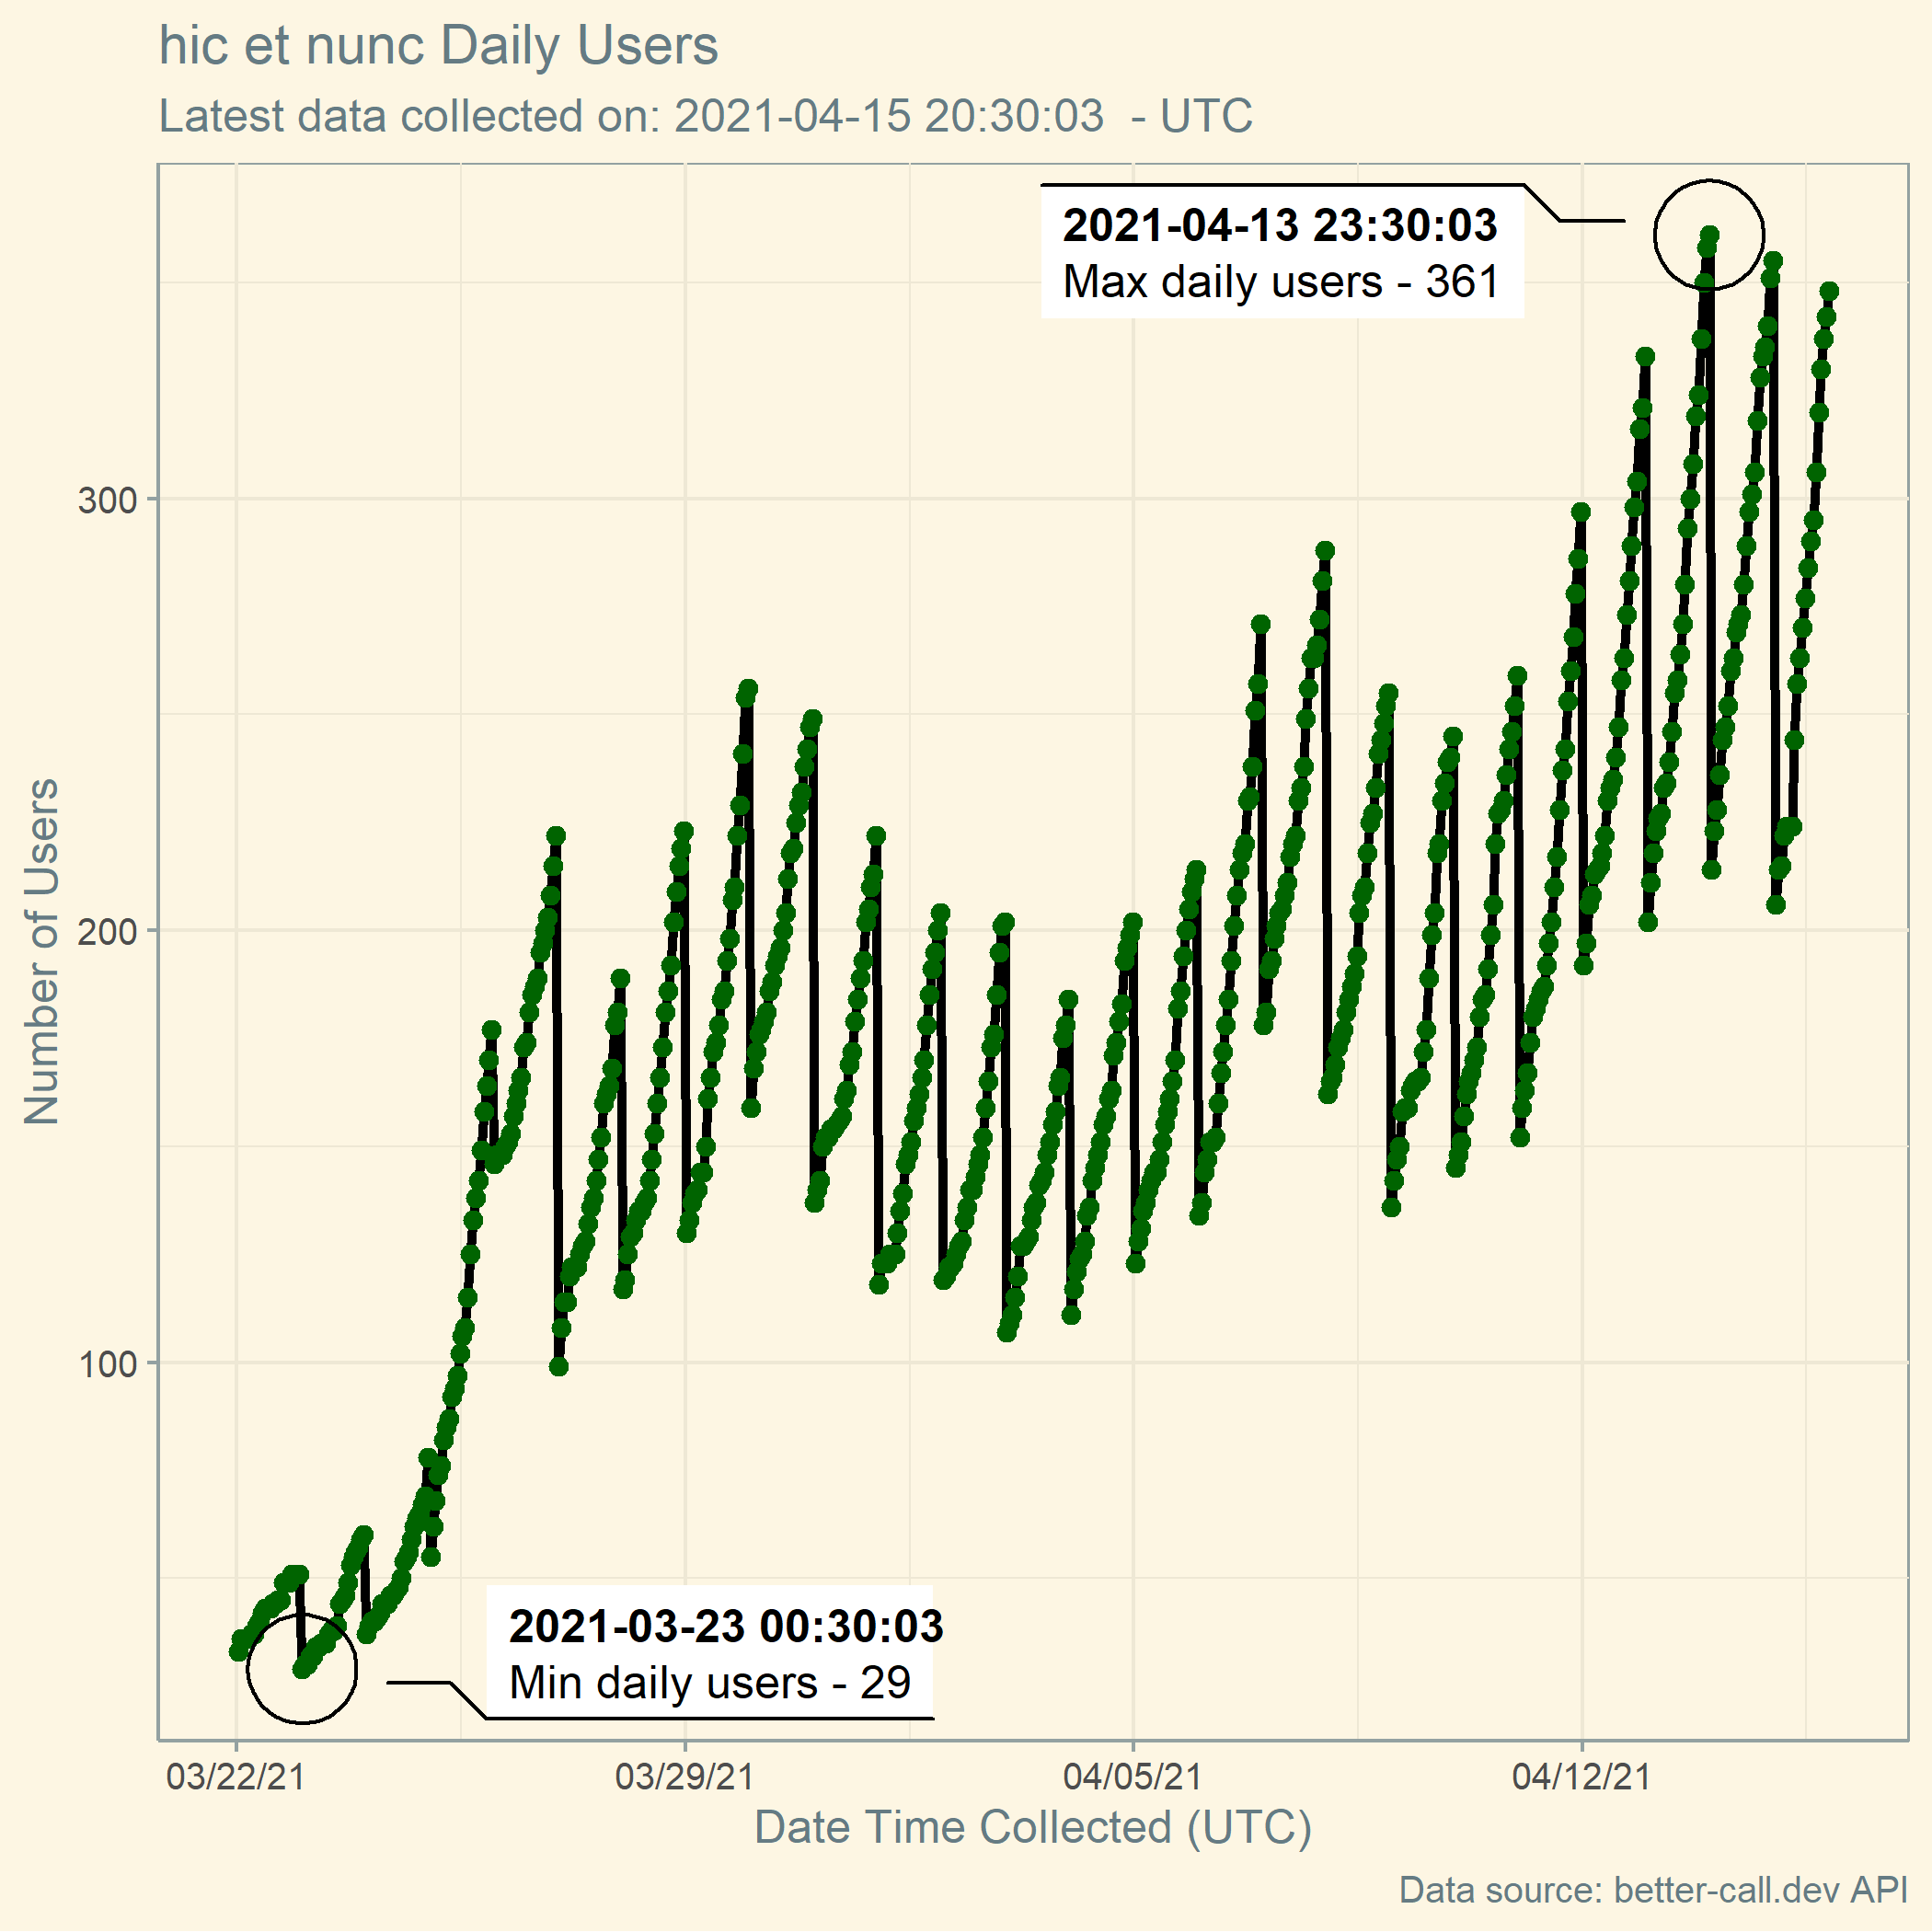 hic et nunc Daily Users
Latest data collected on: 2021-04-15 20:30:03  - UTC
2021-04-13 23:30:03
Max daily users - 361
300
200
100
Number of Users
2021-03-23 00:30:03
Min daily users - 29
03/22/21 03/29/21 04/05/21 04/12/21
Date Time Collected (UTC)
Data source: better-call.dev API